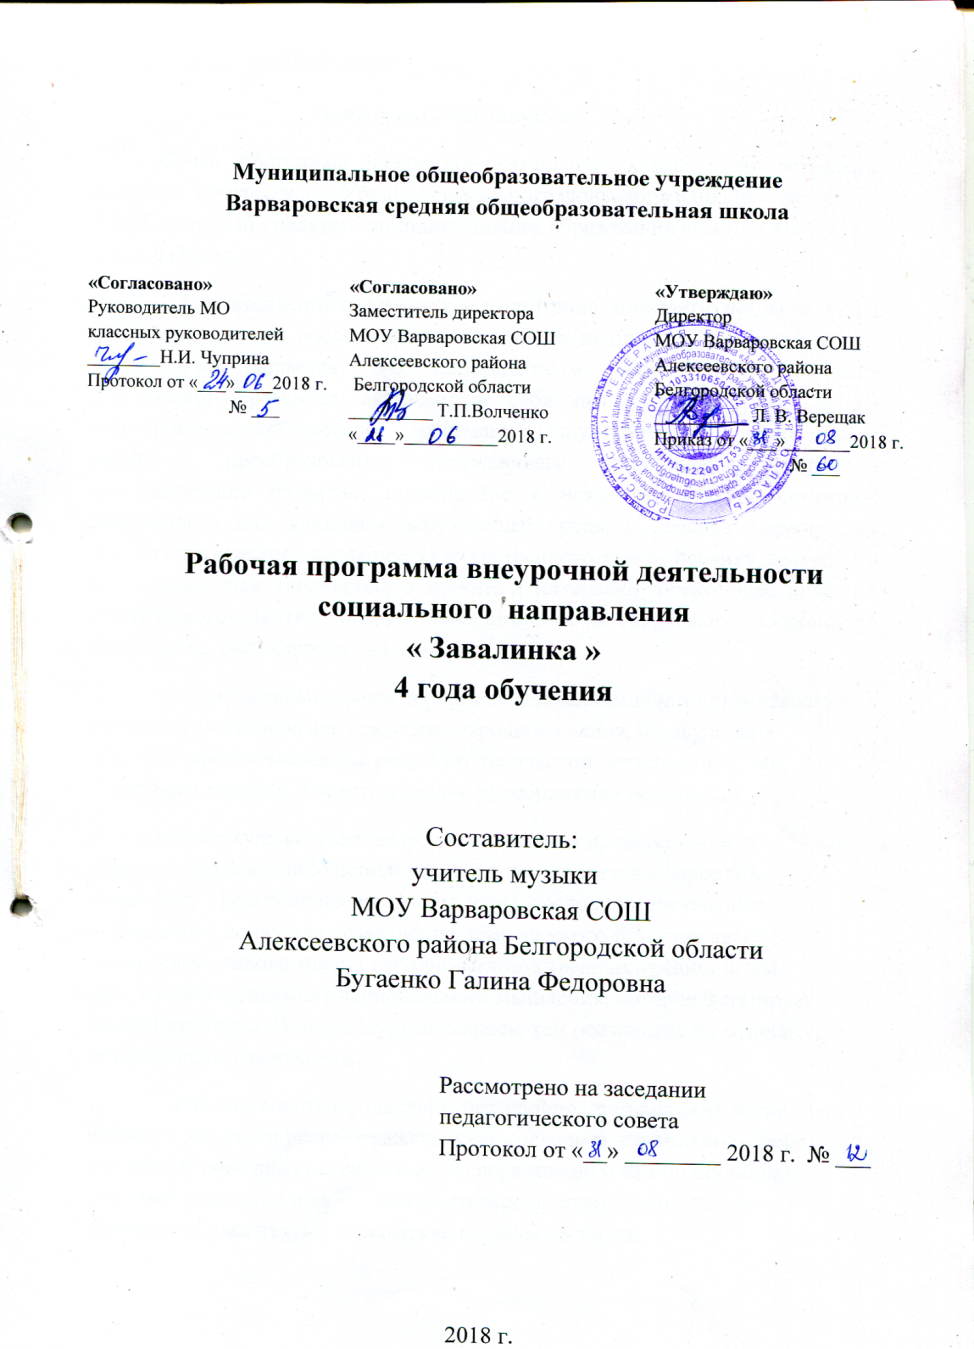 Муниципальное общеобразовательное учреждение
Варваровская средняя общеобразовательная школа
«Согласовано»
Руководитель МО
классных руководителей
________Н.И. Чуприна
Протокол от «24» 06 2018 г.
№ 5
«Согласовано»
Заместитель директора
МОУ Варваровская СОШ
Алексеевского района
Белгородской области
_________ Т.П.Волченко
« » 06 2018 г.
«Утверждаю»
Директор
МОУ Варваровская СОШ
Алексеевского района
Белгородской области
_________ Л. В. Верещак
Приказ от «31» 08 2018 г.
№ 60
Рабочая программа внеурочной деятельности
социального направления
« Завалинка »
4 года обучения
Составитель:
учитель музыки
МОУ Варваровская СОШ
Алексеевского района Белгородской области
Бугаенко Галина Федоровна
Рассмотрено на заседании
педагогического совета
Протокол от «31» 08 2018 г. № 12
2018 г.